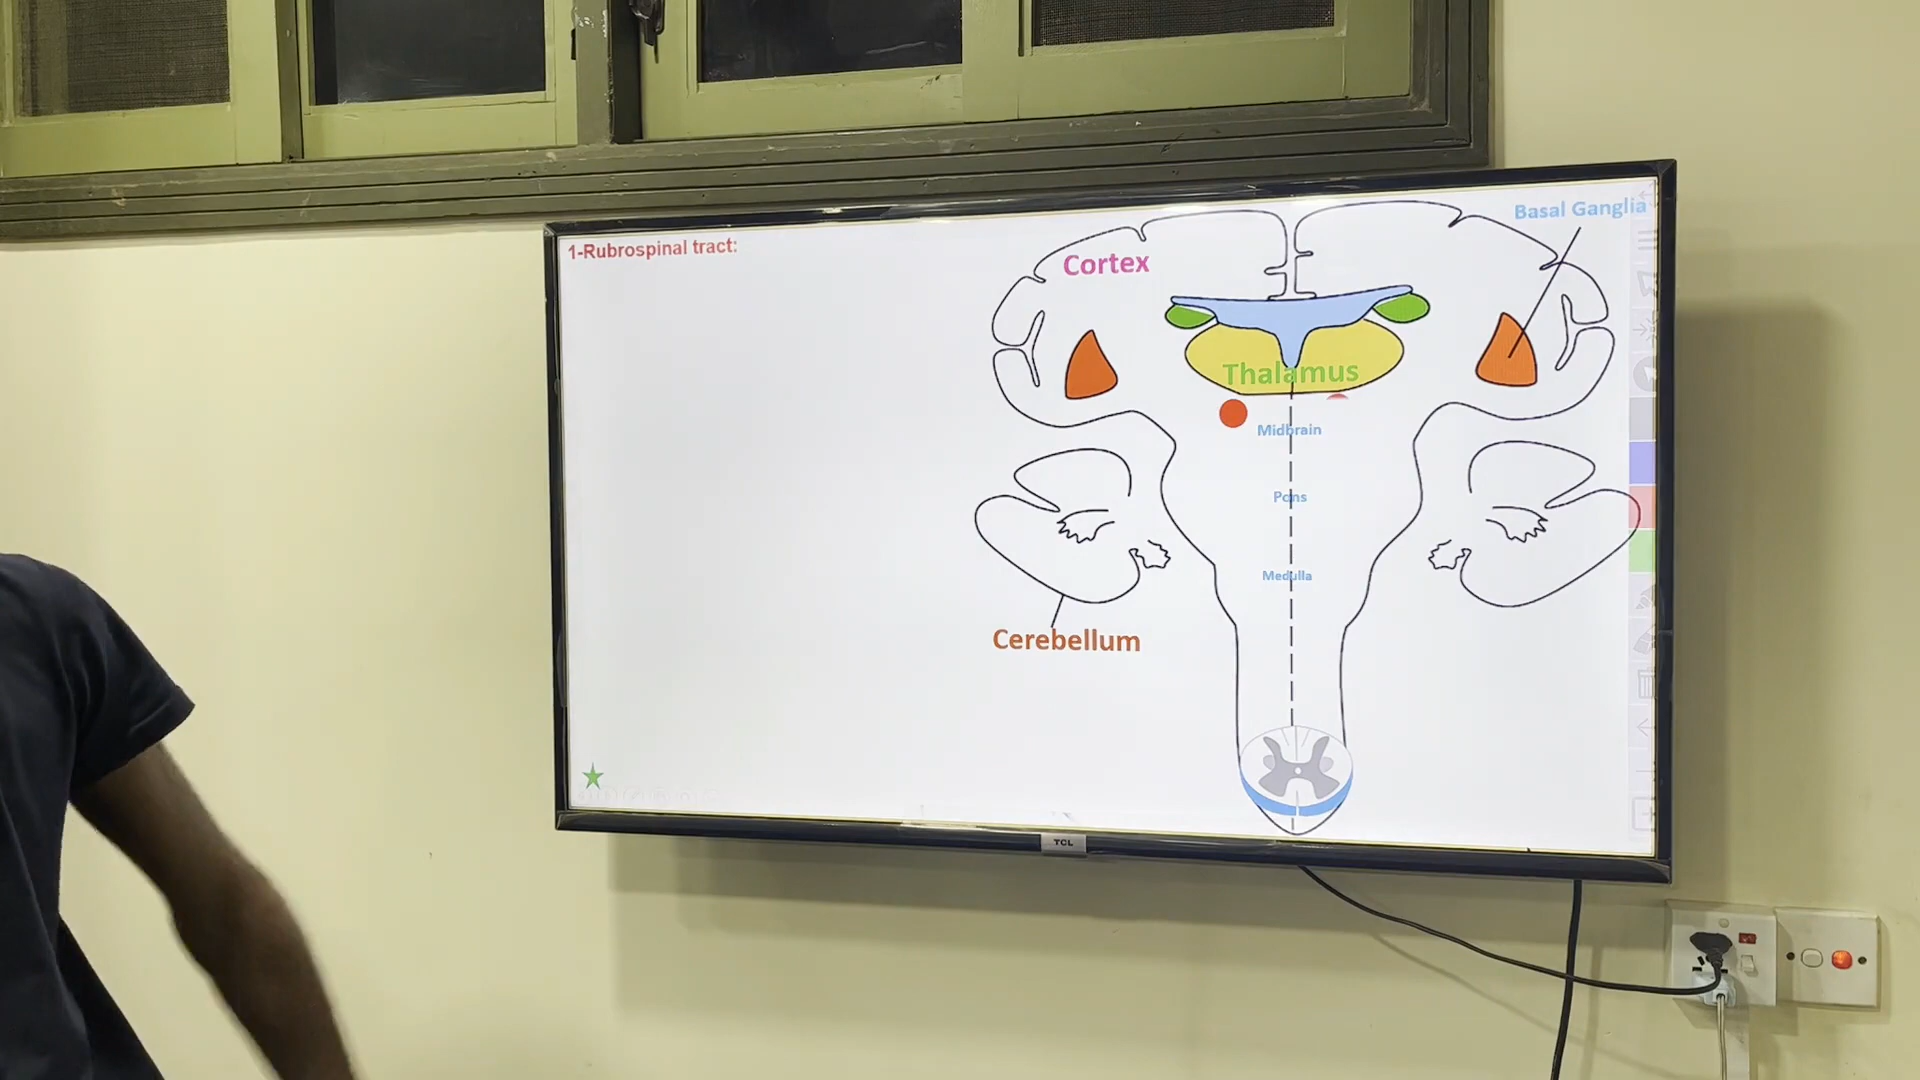 1-Rubrospinal tract:
Basal Ganglia
Cortex
Thalamus
Midbrain
Pons
Medulla
Cerebellum
TCL